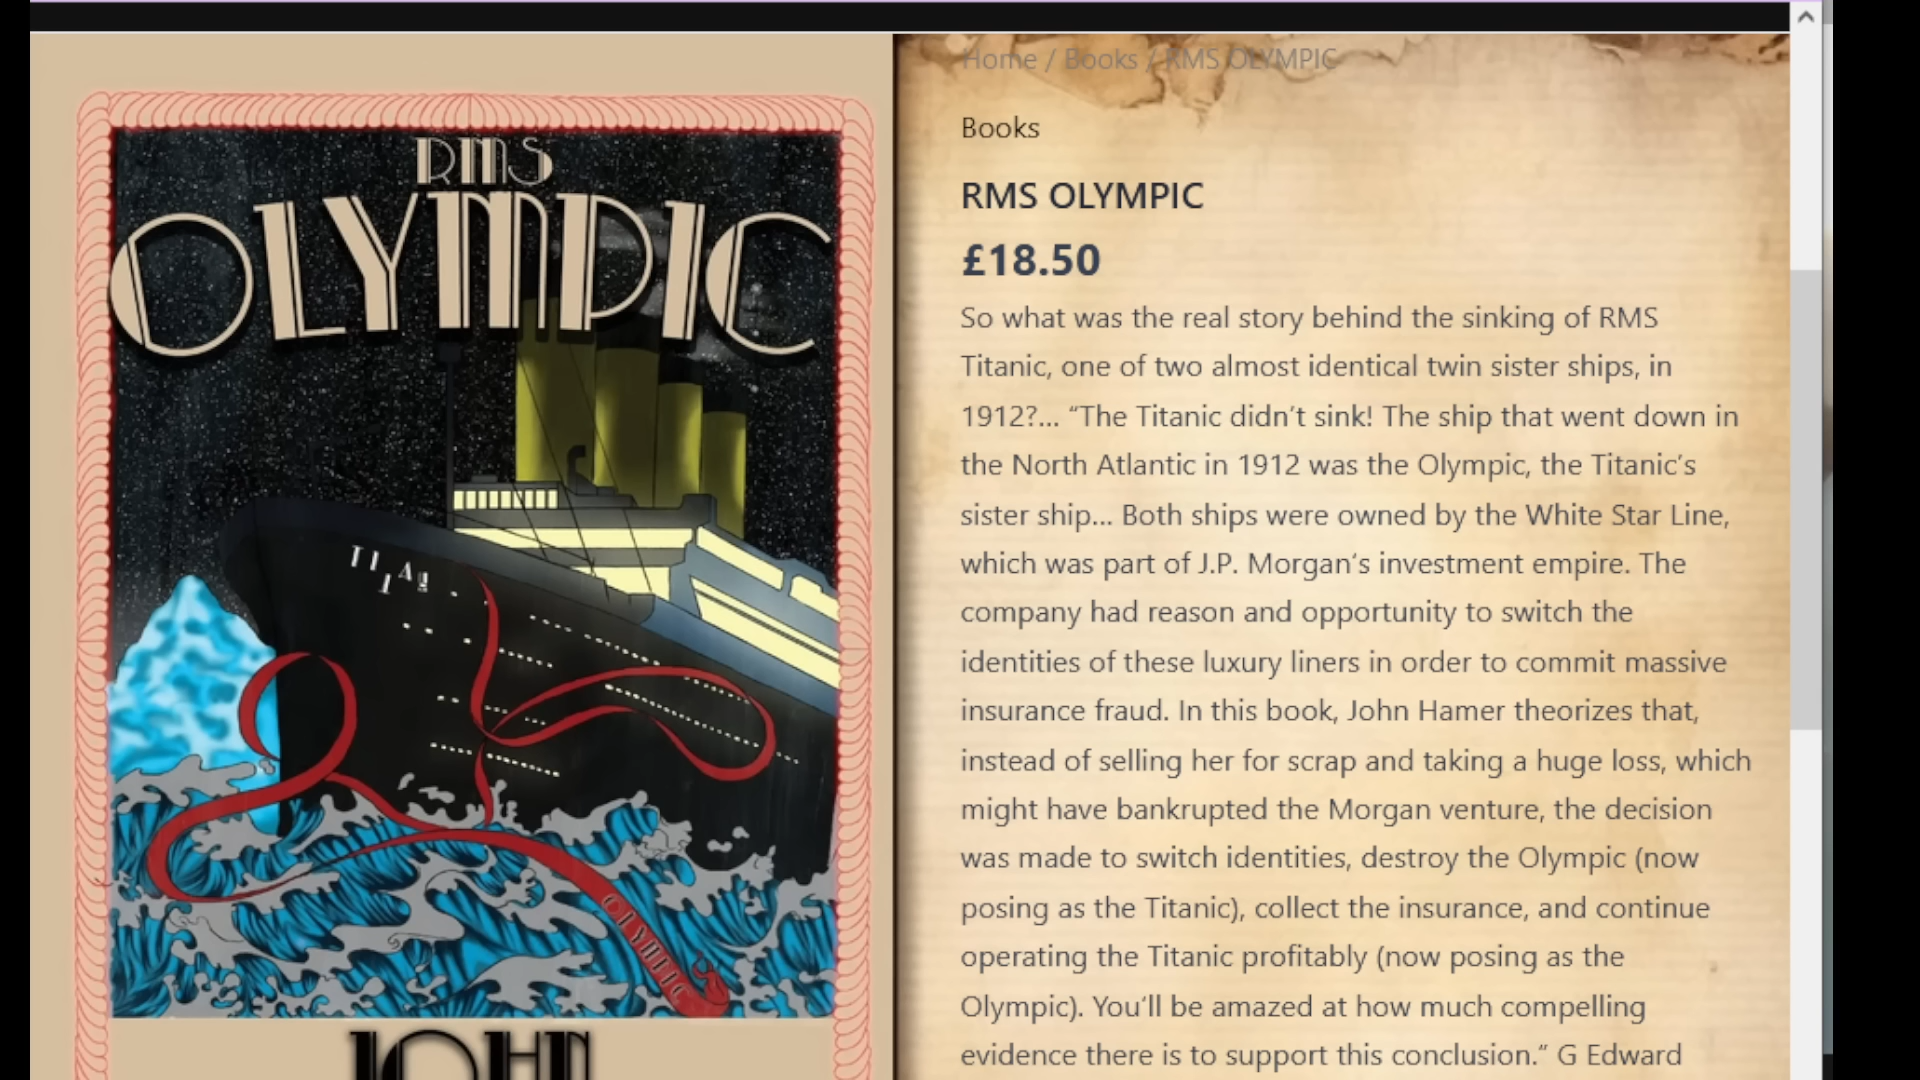 RMS
OLYMPIC
TITAN
OLYMPIC
JOHN
Home / Books / RMS OLYMPIC
Books
RMS OLYMPIC
£18.50
So what was the real story behind the sinking of RMS
Titanic, one of two almost identical twin sister ships, in
1912?... “The Titanic didn’t sink! The ship that went down in
the North Atlantic in 1912 was the Olympic, the Titanic’s
sister ship... Both ships were owned by the White Star Line,
which was part of J.P. Morgan’s investment empire. The
company had reason and opportunity to switch the
identities of these luxury liners in order to commit massive
insurance fraud. In this book, John Hamer theorizes that,
instead of selling her for scrap and taking a huge loss, which
might have bankrupted the Morgan venture, the decision
was made to switch identities, destroy the Olympic (now
posing as the Titanic), collect the insurance, and continue
operating the Titanic profitably (now posing as the
Olympic). You’ll be amazed at how much compelling
evidence there is to support this conclusion.” G Edward